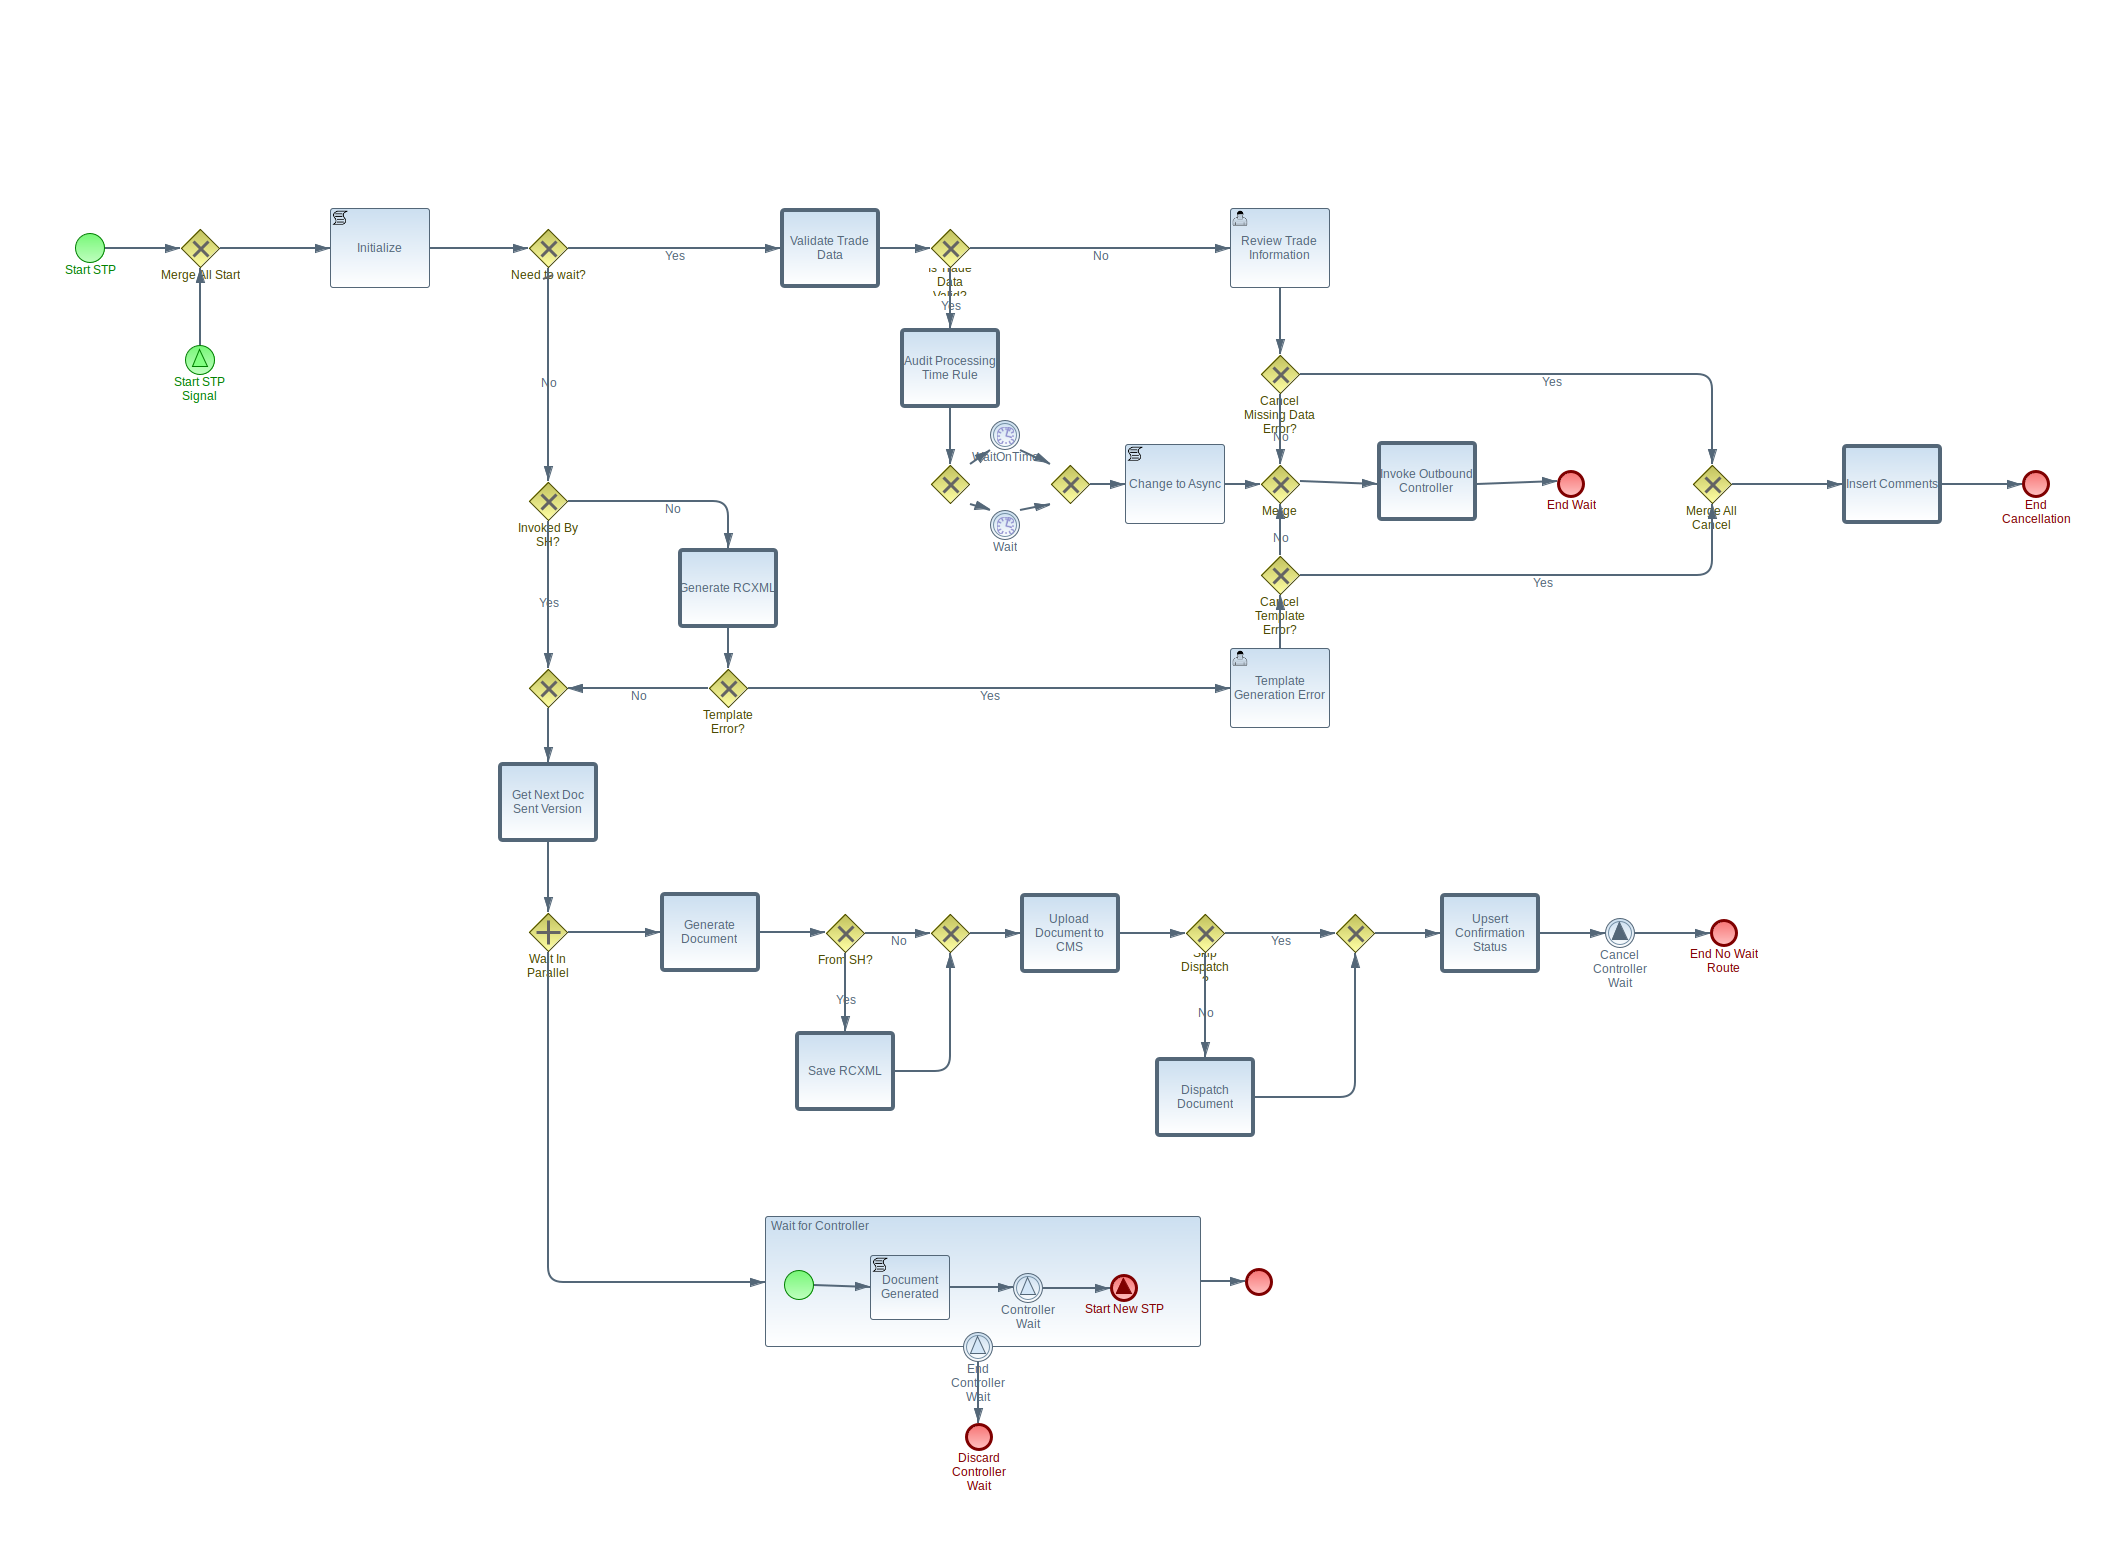 Start STP
Merge All Start
Start STP
Signal
Initialize
Need to wait?
Yes
No
Validate Trade
Data
Is Trade
Data
Valid?
Yes
No
Review Trade
Information
Audit Processing
Time Rule
WaitOnTime
Wait
Change to Async
Cancel
Missing Data
Error?
No
Yes
Merge
Invoke Outbound
Controller
End Wait
Merge All
Cancel
Insert Comments
End
Cancellation
No
Cancel
Template
Error?
Yes
Template
Generation Error
Invoked By
SH?
No
Yes
Generate RCXML
Template
Error?
No
Yes
Get Next Doc
Sent Version
Wait In
Parallel
Generate
Document
From SH?
No
Yes
Save RCXML
Upload
Document to
CMS
Skip
Dispatch
?
Yes
No
Dispatch
Document
Upsert
Confirmation
Status
Cancel
Controller
Wait
End No Wait
Route
Wait for Controller
Document
Generated
Controller
Wait
Start New STP
End
Controller
Wait
Discard
Controller
Wait